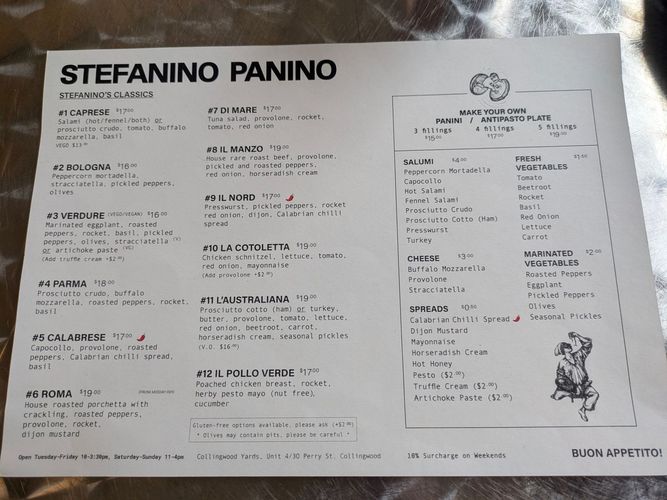 STEFANINO PANINO
STEFANINO'S CLASSICS
#1 CAPRESE $17.00
Salami (hot/fennel/both) or
prosciutto crudo, tomato, buffalo
mozzarella, basil
VEGO $13.00
#2 BOLOGNA $16.00
Peppercorn mortadella,
stracciatella, pickled peppers,
olives
#3 VERDURE (VEGO/VEGAN) $16.00
Marinated eggplant, roasted
peppers, rocket, basil, pickled
peppers, olives, stracciatella (V)
or artichoke paste (VG)
(Add truffle cream +$2.00)
#4 PARMA $18.00
Prosciutto crudo, buffalo
mozzarella, roasted peppers, rocket,
basil
#5 CALABRESE $17.00
Capocollo, provolone, roasted
peppers, Calabrian chilli spread,
basil
#6 ROMA $19.00
House roasted porchetta with
crackling, roasted peppers,
provolone, rocket,
dijon mustard
#7 DI MARE $17.00
Tuna salad, provolone, rocket,
tomato, red onion
#8 IL MANZO $19.00
House rare roast beef, provolone,
pickled and roasted peppers,
red onion, horseradish cream
#9 IL NORD $17.00
Presswurst, pickled peppers, rocket
red onion, dijon, Calabrian chilli
spread
#10 LA COTOLETTA $19.00
Chicken schnitzel, lettuce, tomato,
red onion, mayonnaise
(Add provolone +$2.00)
#11 L'AUSTRALIANA $19.00
Prosciutto cotto (ham) or turkey,
butter, provolone, tomato, lettuce,
red onion, beetroot, carrot,
horseradish cream, seasonal pickles
(V.O. $16.00)
#12 IL POLLO VERDE $17.00
Poached chicken breast, rocket,
herby pesto mayo (nut free),
cucumber
Gluten-free options available, please ask (+$2.00)
* Olives may contain pits, please be careful *
MAKE YOUR OWN
PANINI / ANTIPASTO PLATE
3 fillings 4 fillings 5 fillings
$15.00 $17.00 $19.00
SALUMI $4.00
Peppercorn Mortadella
Capocollo
Hot Salami
Fennel Salami
Prosciutto Crudo
Prosciutto Cotto (Ham)
Presswurst
Turkey
CHEESE $3.00
Buffalo Mozzarella
Provolone
Stracciatella
SPREADS $0.50
Calabrian Chilli Spread
Dijon Mustard
Mayonnaise
Horseradish Cream
Hot Honey
Pesto ($2.00)
Truffle Cream ($2.00)
Artichoke Paste ($2.00)
FRESH $1.50
VEGETABLES
Tomato
Beetroot
Rocket
Basil
Red Onion
Lettuce
Carrot
MARINATED $2.00
VEGETABLES
Roasted Peppers
Eggplant
Pickled Peppers
Olives
Seasonal Pickles
Open Tuesday-Friday 10-3:30pm, Saturday-Sunday 11-4pm
Collingwood Yards, Unit 4/30 Perry St. Collingwood
10% Surcharge on Weekends
BUON APPETITO!